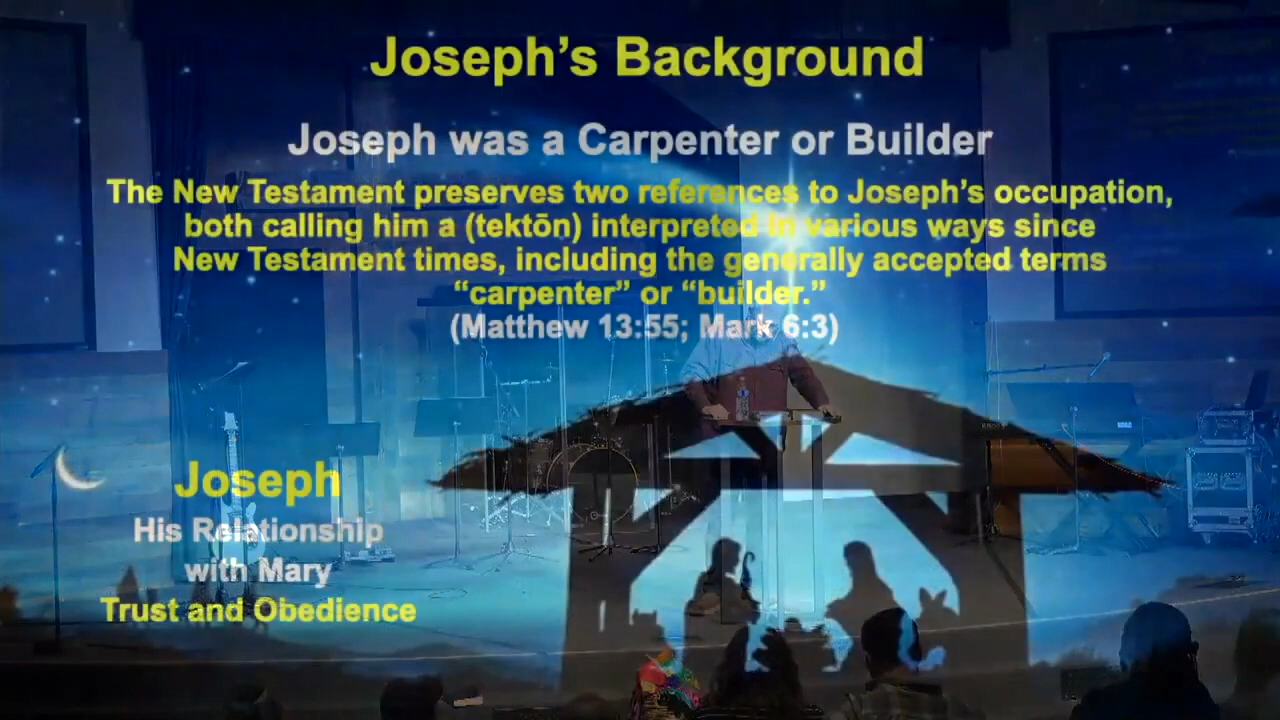 Joseph’s Background
Joseph was a Carpenter or Builder
The New Testament preserves two references to Joseph’s occupation,
both calling him a (tektōn) interpreted in various ways since
New Testament times, including the generally accepted terms
“carpenter” or “builder.”
(Matthew 13:55; Mark 6:3)
Joseph
His Relationship
with Mary
Trust and Obedience